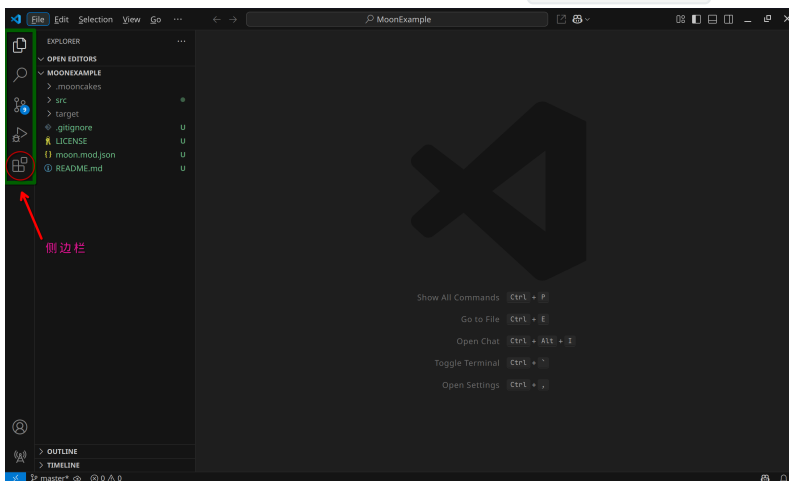 File Edit Selection View Go ···
MoonExample
EXPLORER ···
OPEN EDITORS
MOONEXAMPLE
.mooncakes
src
target
.gitignore U
LICENSE U
moon.mod.json U
README.md U
9
侧边栏
Show All Commands Ctrl + P
Go to File Ctrl + E
Open Chat Ctrl + Alt + I
Toggle Terminal Ctrl + `
Open Settings Ctrl + ,
OUTLINE
TIMELINE
master* 0 0